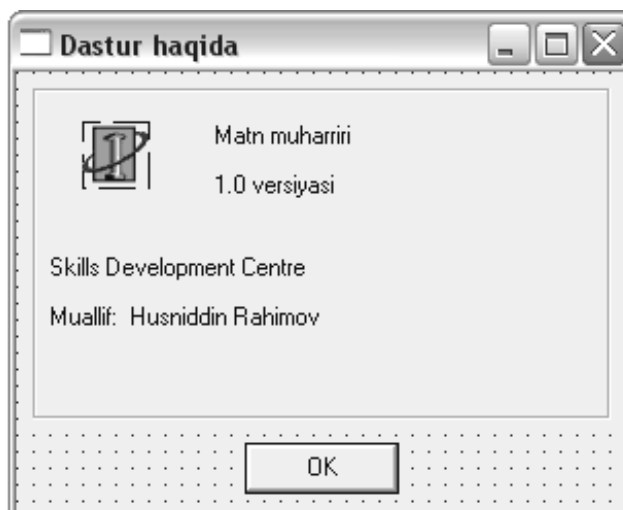 Dastur haqida
Matn muharriri
1.0 versiyasi
Skills Development Centre
Muallif: Husniddin Rahimov
OK